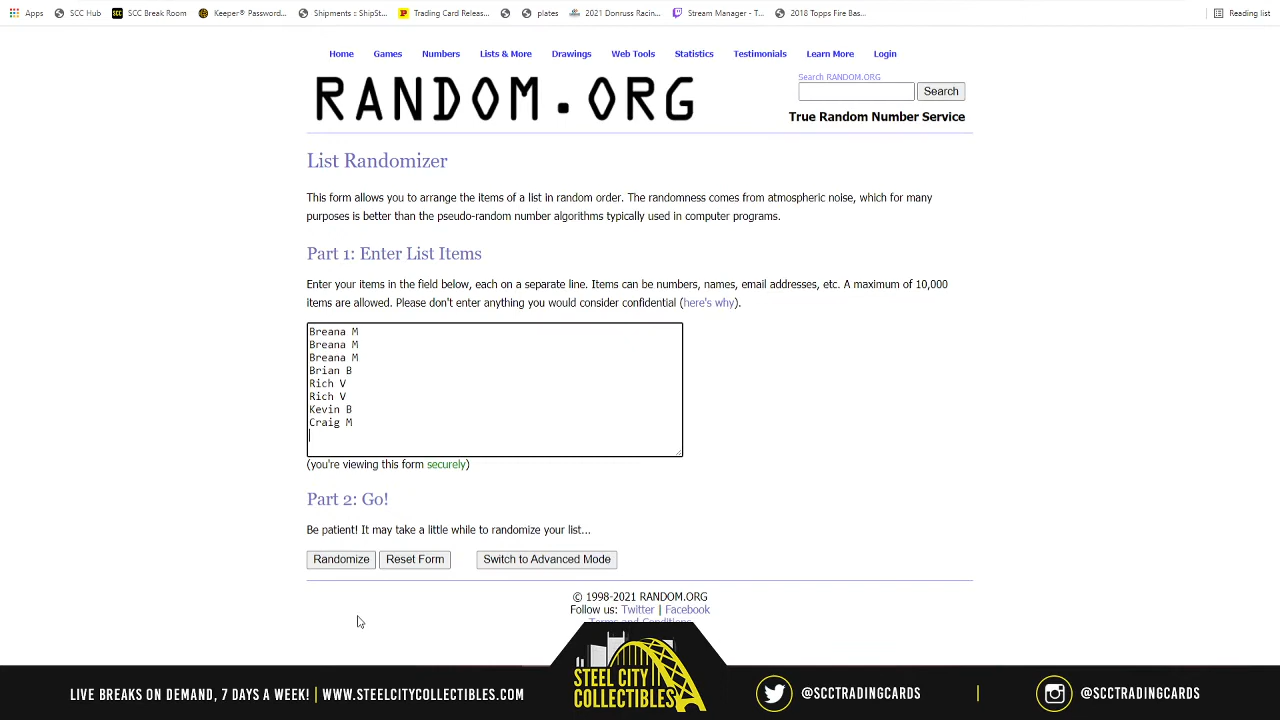 Apps SCC Hub SCC Break Room Keeper® Password... Shipments :: ShipSt... Trading Card Releas... plates 2021 Donruss Racin... Stream Manager - T... 2018 Topps Fire Bas... Reading list
Home Games Numbers Lists & More Drawings Web Tools Statistics Testimonials Learn More Login
RANDOM.ORG
Search RANDOM.ORG
Search
True Random Number Service
List Randomizer
This form allows you to arrange the items of a list in random order. The randomness comes from atmospheric noise, which for many
purposes is better than the pseudo-random number algorithms typically used in computer programs.
Part 1: Enter List Items
Enter your items in the field below, each on a separate line. Items can be numbers, names, email addresses, etc. A maximum of 10,000
items are allowed. Please don't enter anything you would consider confidential (here's why).
Breana M
Breana M
Breana M
Brian B
Rich V
Rich V
Kevin B
Craig M
(you're viewing this form securely)
Part 2: Go!
Be patient! It may take a little while to randomize your list...
Randomize Reset Form Switch to Advanced Mode
© 1998-2021 RANDOM.ORG
Follow us: Twitter | Facebook
Terms and Conditions
LIVE BREAKS ON DEMAND, 7 DAYS A WEEK! | WWW.STEELCITYCOLLECTIBLES.COM
STEEL CITY
COLLECTIBLES
@SCCTRADINGCARDS | @SCCTRADINGCARDS